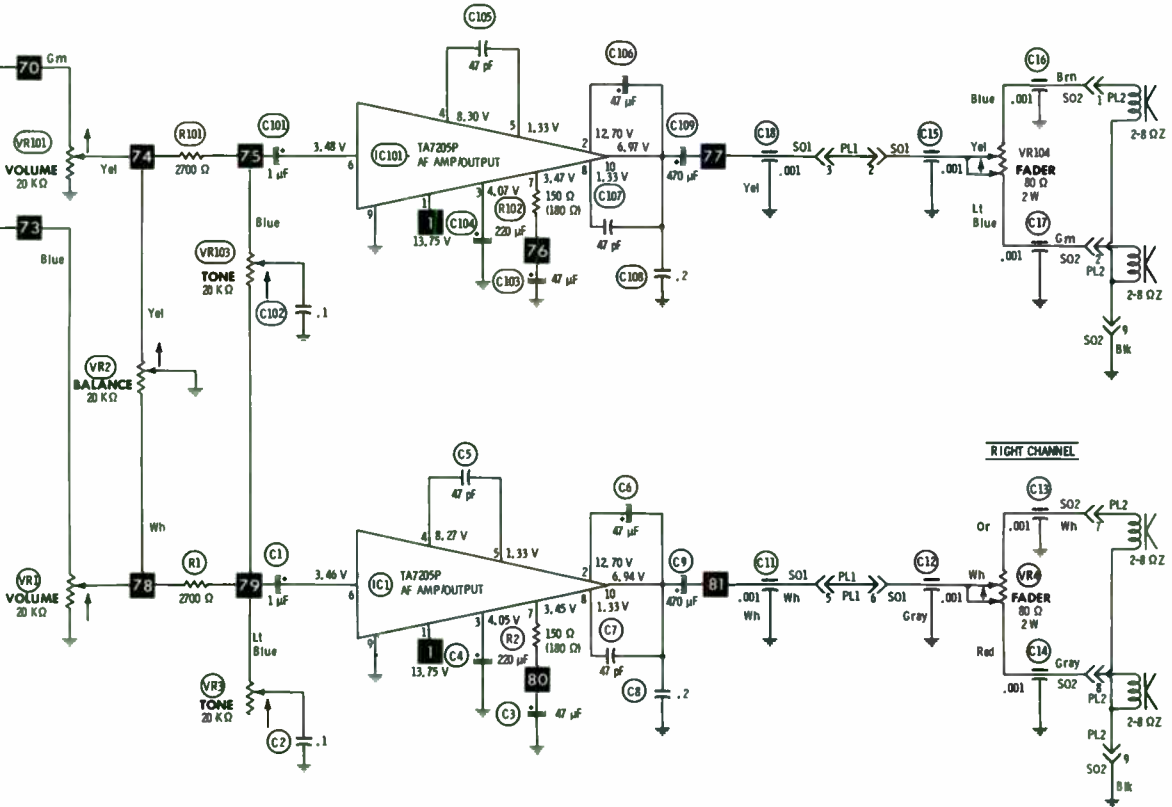 C105
70
Gm
47 pF
C106
C16
Brn
SO2
1
PL2
47 µF
4
8.30 V
5
1.33 V
Blue
.001
2-8 Ω Z
VR101
VOLUME
20 KΩ
Yel
74
R101
2700 Ω
75
C101
1 µF
3.48 V
6
IC101
TA7205P
AF AMP/OUTPUT
2
12.70 V
6.97 V
10
C109
470 µF
77
C18
.001
Yel
SO1
PL1
3
2
SO1
C15
.001
Yel
VR104
FADER
80 Ω
2 W
9
1
13.75 V
C104
3
4.07 V
220 µF
7
3.47 V
R102
150 Ω
(180 Ω)
8
1.33 V
C107
47 pF
73
Blue
Blue
Lt
Blue
C17
.001
Gm
SO2
2
PL2
2-8 Ω Z
VR103
TONE
20 KΩ
76
C103
47 µF
C108
.2
C102
.1
SO2
9
Blk
Yel
VR2
BALANCE
20 KΩ
RIGHT CHANNEL
C5
47 pF
C6
47 µF
C13
.001
SO2
Wh
7
PL2
Or
2-8 Ω Z
Wh
4
8.27 V
5
1.33 V
VR1
VOLUME
20 KΩ
78
R1
2700 Ω
79
C1
1 µF
3.46 V
6
IC1
TA7205P
AF AMP/OUTPUT
2
12.70 V
6.94 V
10
C9
470 µF
81
C11
.001
Wh
SO1
Wh
PL1
5
PL1
6
SO1
C12
.001
Gray
Wh
VR4
FADER
80 Ω
2 W
9
1
13.75 V
C4
3
4.05 V
220 µF
7
3.45 V
R2
150 Ω
(180 Ω)
8
1.33 V
C7
47 pF
Lt
Blue
Red
C14
.001
Gray
SO2
8
PL2
2-8 Ω Z
VR3
TONE
20 KΩ
80
C3
47 µF
C8
.2
C2
.1
PL2
SO2
9
Blk